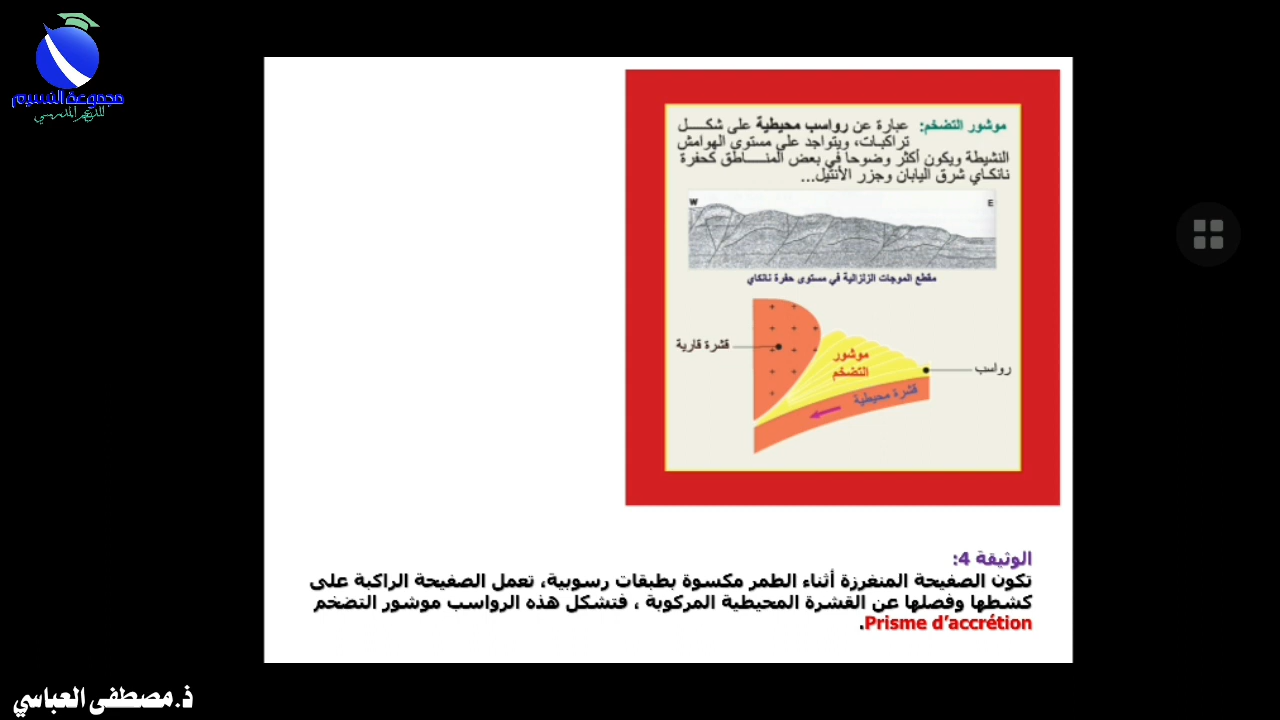 مجموعة النسيم
للدعم المدرسي
موشور التضخم: عبارة عن رواسب محيطية على شكل
تراكبات، ويتواجد على مستوى الهوامش
النشيطة ويكون أكثر وضوحا في بعض المناطق كحفرة
نانكاي شرق اليابان وجزر الأنتيل...
W
E
مقطع الموجات الزلزالية في مستوى حفرة نانكاي
قشرة قارية
موشور
التضخم
رواسب
قشرة محيطية
الوثيقة 4:
تكون الصفيحة المنغرزة أثناء الطمر مكسوة بطبقات رسوبية، تعمل الصفيحة الراكبة على
كشطها وفصلها عن القشرة المحيطية المركوبة ، فتشكل هذه الرواسب موشور التضخم
Prisme d’accrétion.
ذ.مصطفى العباسي